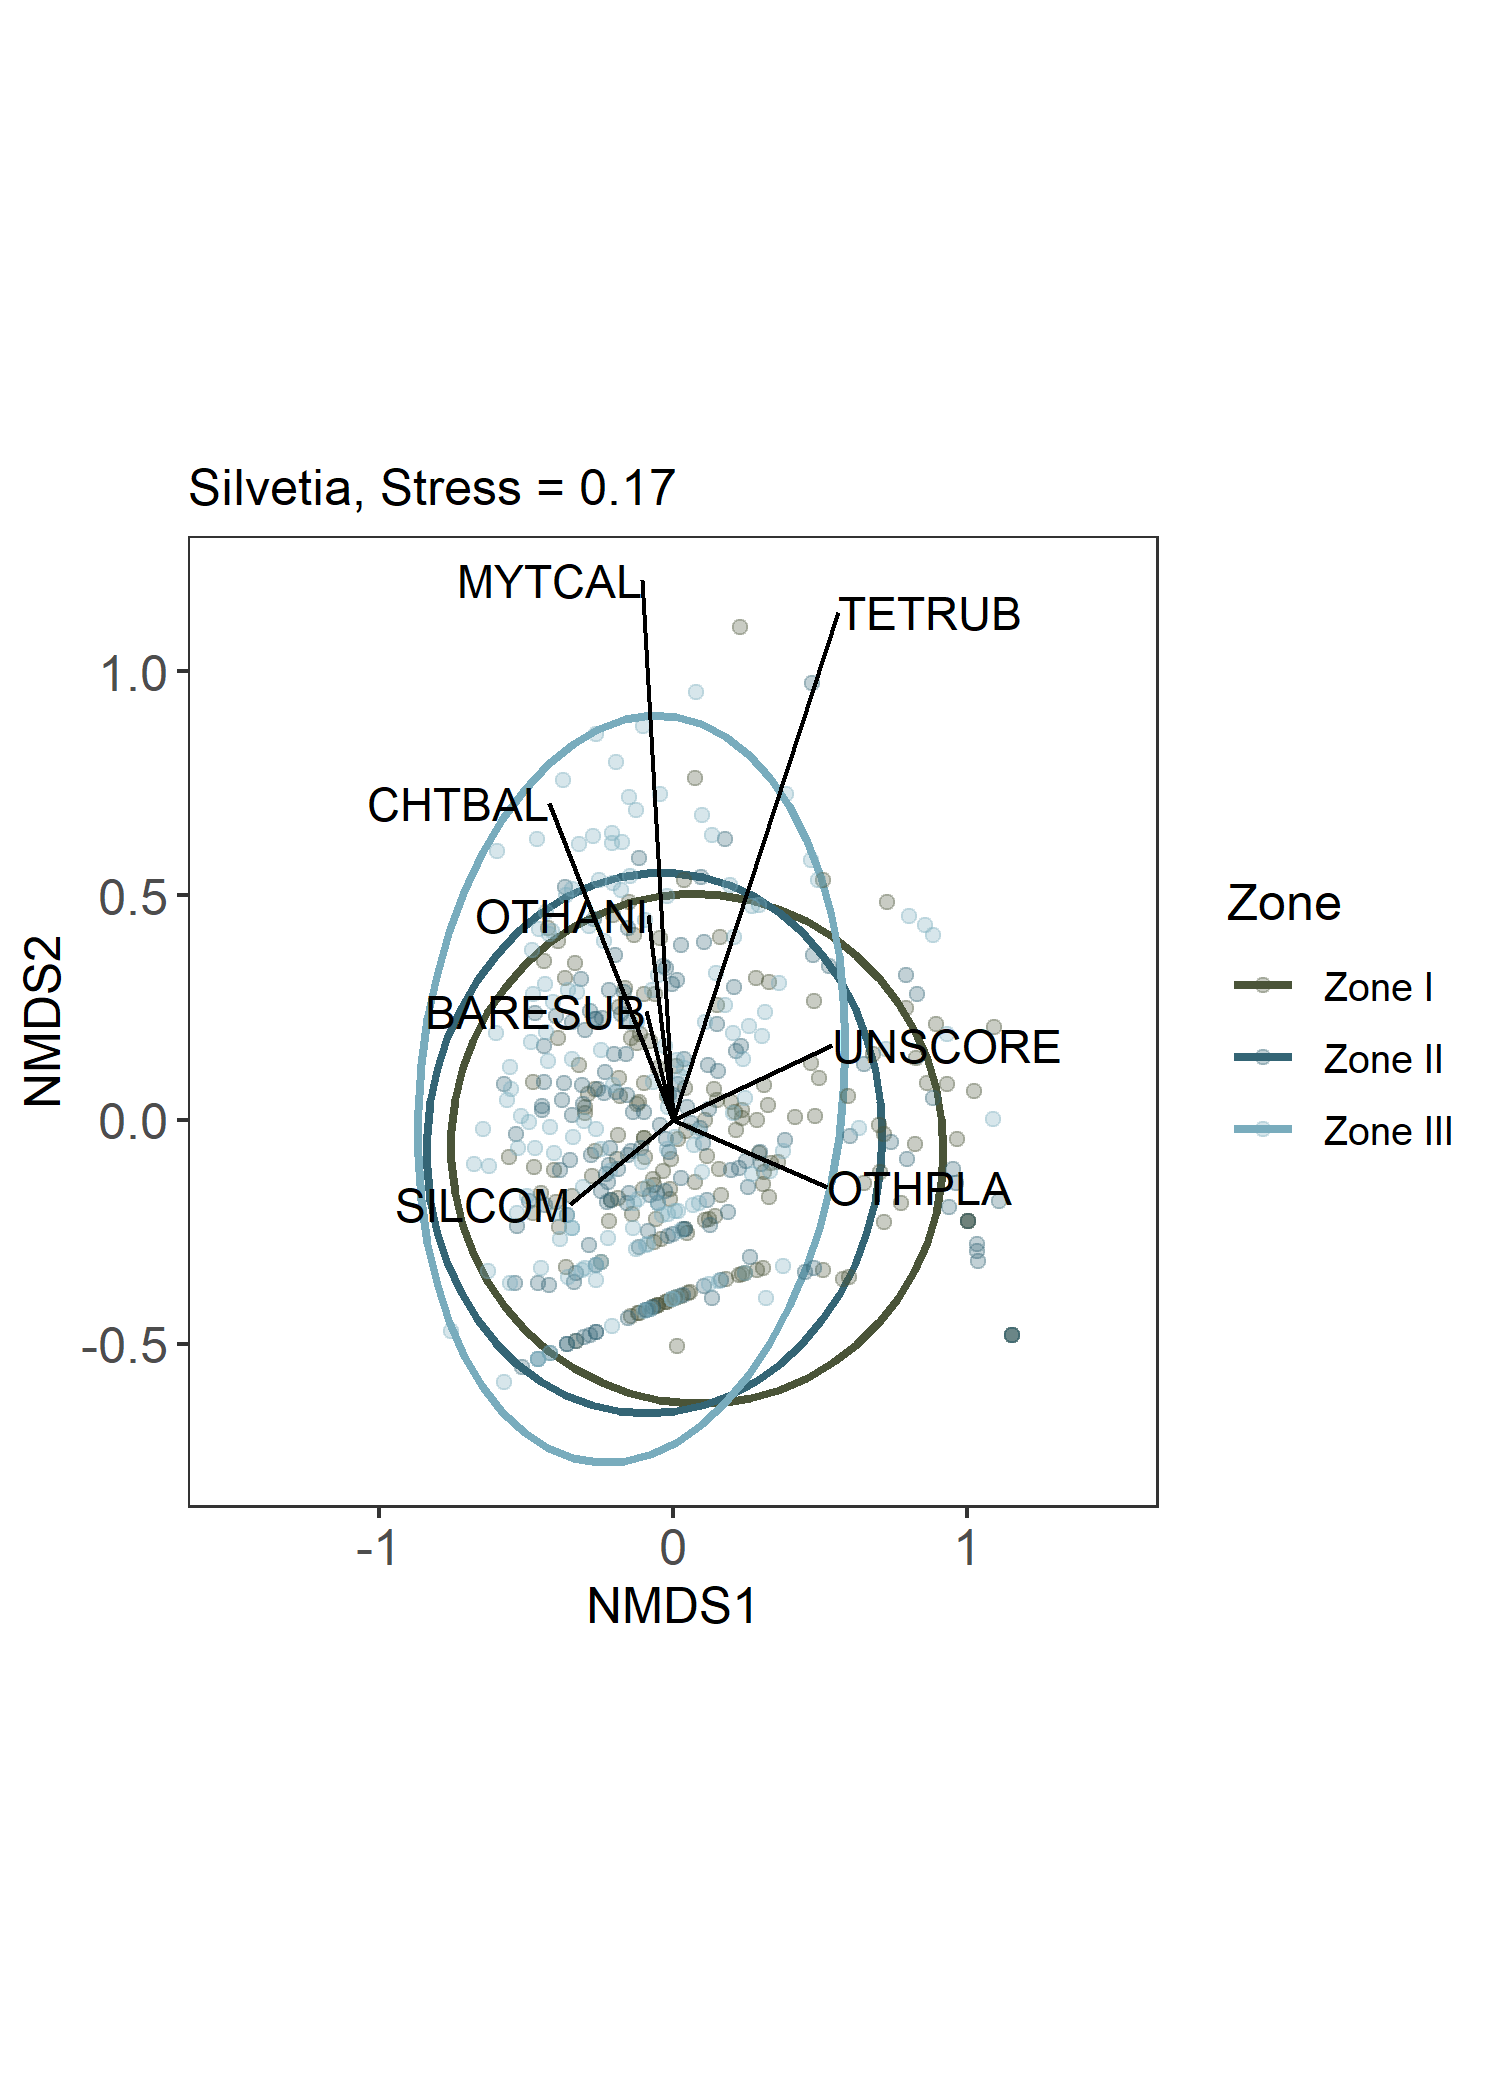 Silvetia, Stress = 0.17
MYTCAL
TETRUB
CHTBAL
OTHANI
BARESUB
UNSCORE
OTHPLA
SILCOM
1.0
0.5
0.0
-0.5
NMDS2
-1
0
1
NMDS1
Zone
Zone I
Zone II
Zone III